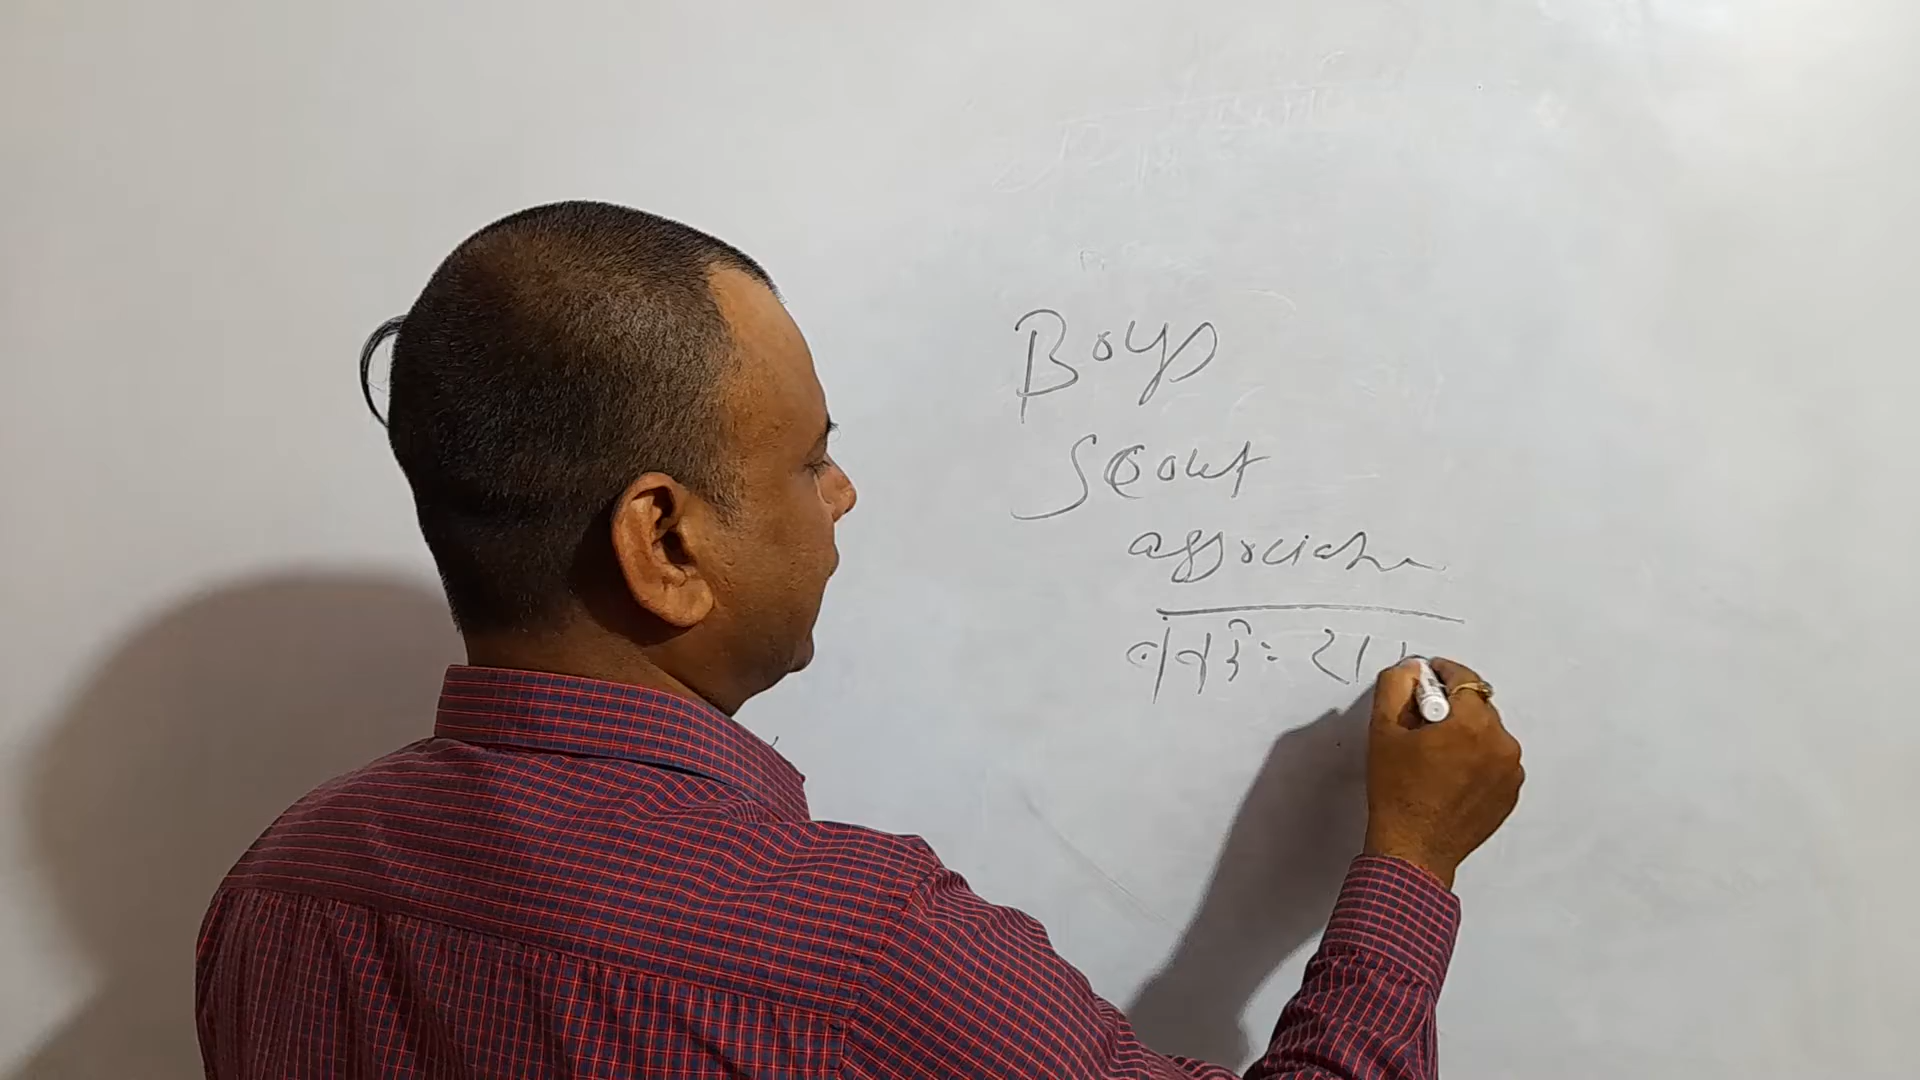 Boys
Scout
association
बंबई: